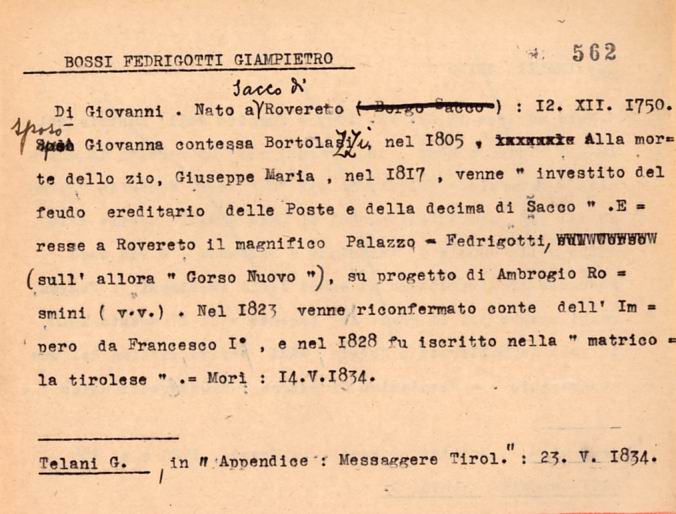 562
BOSSI FEDRIGOTTI GIAMPIETRO
Sacco di
Di Giovanni . Nato a Rovereto ( Borgo Sacco ) : I2. XII. I750.
sposò
Giovanna contessa Bortolazzi, nel I805 , Alla mor=
te dello zio, Giuseppe Maria , nel I8I7 , venne " investito del
feudo ereditario delle Poste e della decima di Sacco " .E =
resse a Rovereto il magnifico Palazzo = Fedrigotti,
(sull' allora " Gorso Nuovo "), su progetto di Ambrogio Ro =
smini ( v.v.) . Nel I823 venne riconfermato conte dell' Im =
pero da Francesco I° , e nel I828 fu iscritto nella " matrico =
la tirolese " .= Morì : I4.V.I834.
Telani G. , in " Appendice : Messaggere Tirol." : 23. V. I834.